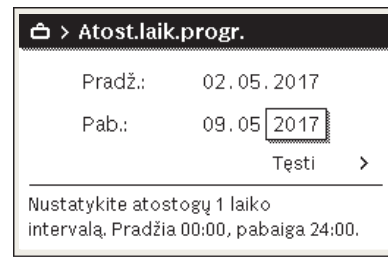 > Atost.laik.progr.
Pradž.: 02.05.2017
Pab.: 09.05 2017
Tęsti >
Nustatykite atostogų 1 laiko
intervalą. Pradžia 00:00, pabaiga 24:00.